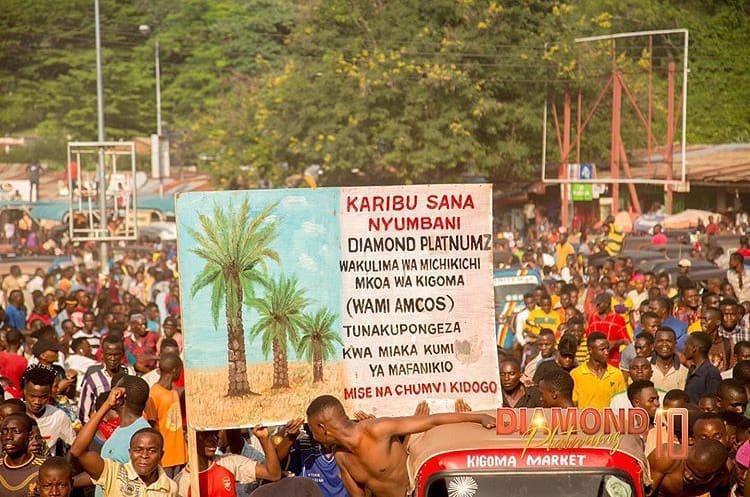 KARIBU SANA
NYUMBANI
DIAMOND PLATNUMZ
WAKULIMA WA MICHIKICHI
MKOA WA KIGOMA
(WAMI AMCOS)
TUNAKUPONGEZA
KWA MIAKA KUMI
YA MAFANIKIO
MISE NA CHUMVI KIDOGO
KIGOMA MARKET
DIAMOND 10
Platnumz